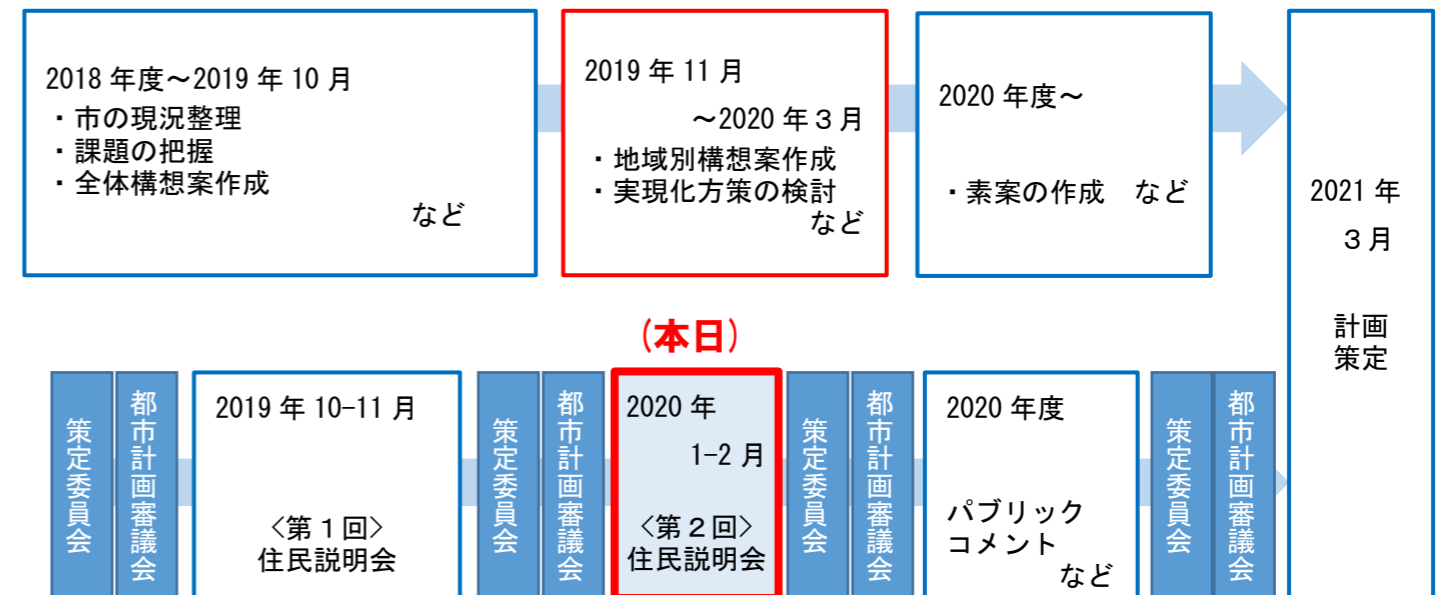 2018 年度～2019 年 10 月
・市の現況整理
・課題の把握
・全体構想案作成
など
2019 年 11 月
～2020 年３月
・地域別構想案作成
・実現化方策の検討
など
2020 年度～
・素案の作成　など
2021 年
３月
計画
策定
（本日）
策定委員会
都市計画審議会
2019 年 10-11 月
〈第１回〉
住民説明会
策定委員会
都市計画審議会
2020 年
1-2 月
〈第２回〉
住民説明会
策定委員会
都市計画審議会
2020 年度
パブリック
コメント
など
策定委員会
都市計画審議会